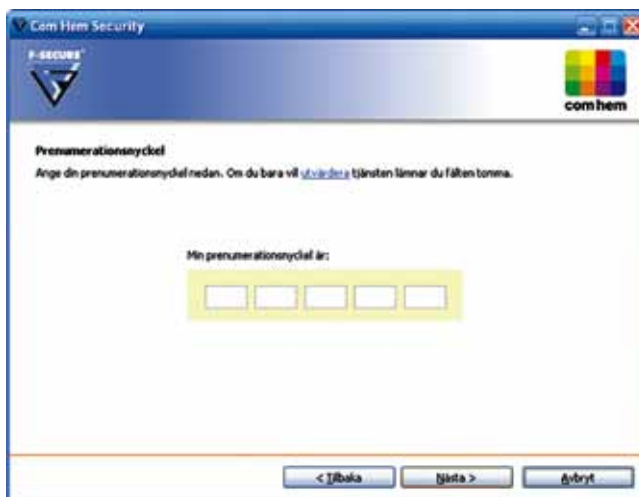 Com Hem Security
F-SECURE
com hem
Prenumerationsnyckel
Ange din prenumerationsnyckel nedan. Om du bara vill utvärdera tjänsten lämnar du fälten tomma.
Min prenumerationsnyckel är:
< Tillbaka
Nästa >
Avbryt